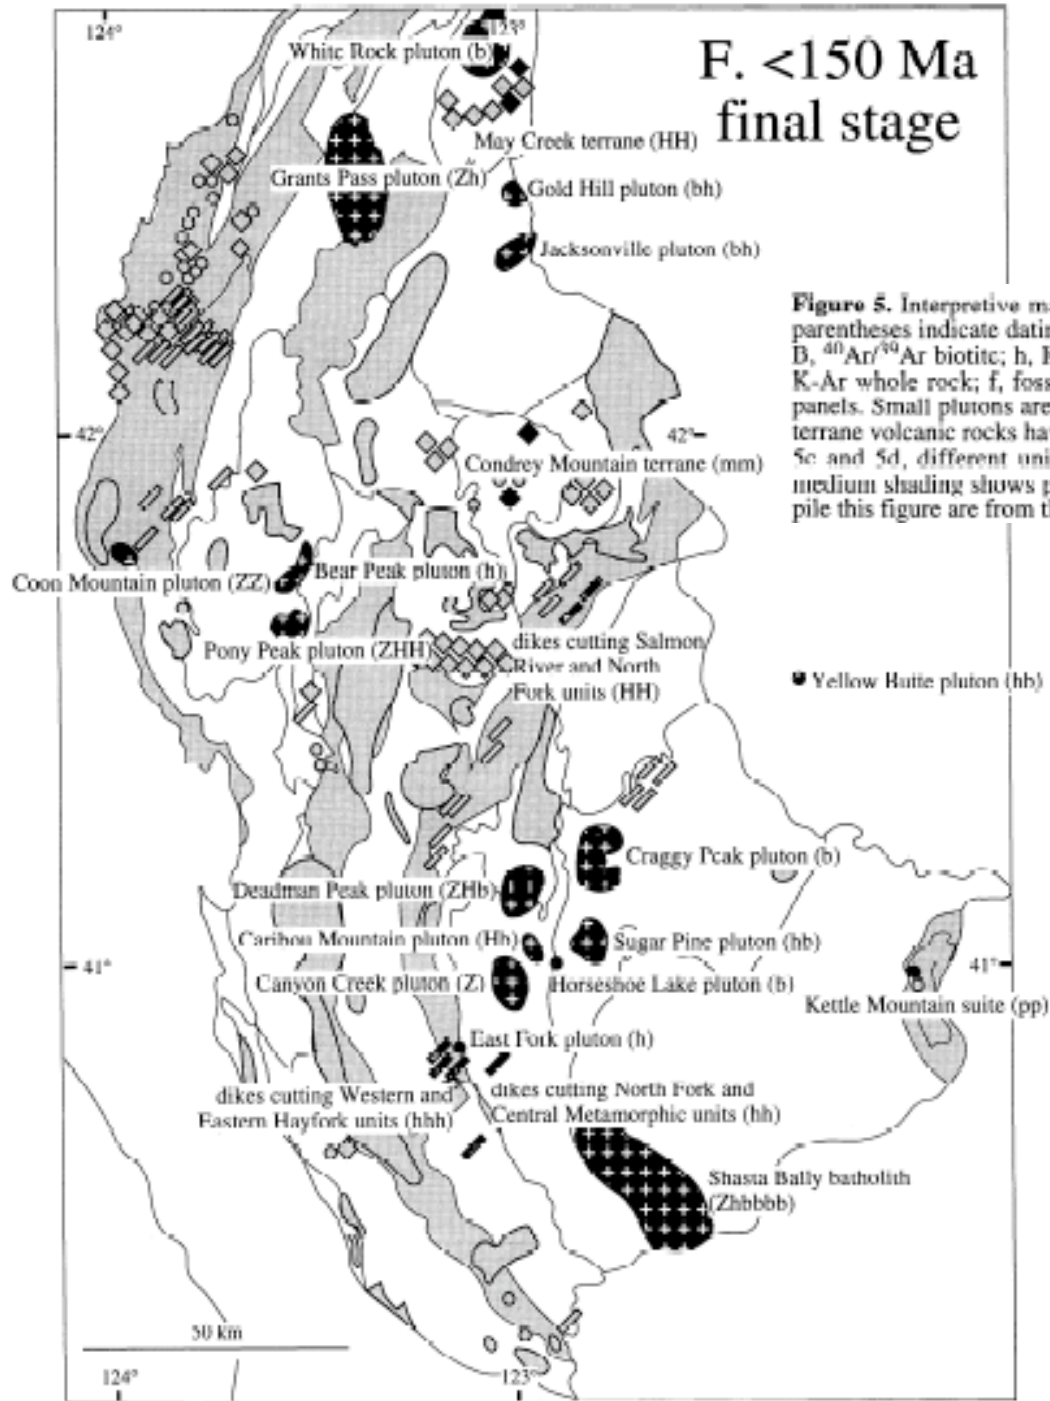 124°
123°
White Rock pluton (b)
F. <150 Ma
final stage
May Creek terrane (HH)
Grants Pass pluton (Zh)
Gold Hill pluton (bh)
Jacksonville pluton (bh)
Figure 5. Interpretive m
parentheses indicate datin
B, ⁴⁰Ar/³⁹Ar biotite; h, 
K-Ar whole rock; f, foss
panels. Small plutons are
terrane volcanic rocks ha
5c and 5d, different uni
medium shading shows p
pile this figure are from t
42°
42°
Condrey Mountain terrane (mm)
Bear Peak pluton (h)
Coon Mountain pluton (ZZ)
Pony Peak pluton (ZHH)
dikes cutting Salmon
River and North
Fork units (HH)
Yellow Butte pluton (hb)
Craggy Peak pluton (b)
Deadman Peak pluton (ZHb)
Caribou Mountain pluton (Hb)
Sugar Pine pluton (hb)
41°
41°
Canyon Creek pluton (Z)
Horseshoe Lake pluton (b)
Kettle Mountain suite (pp)
East Fork pluton (h)
dikes cutting Western and
Eastern Hayfork units (hhh)
dikes cutting North Fork and
Central Metamorphic units (hh)
Shasta Bally batholith
(Zhbbbb)
50 km
124°
123°